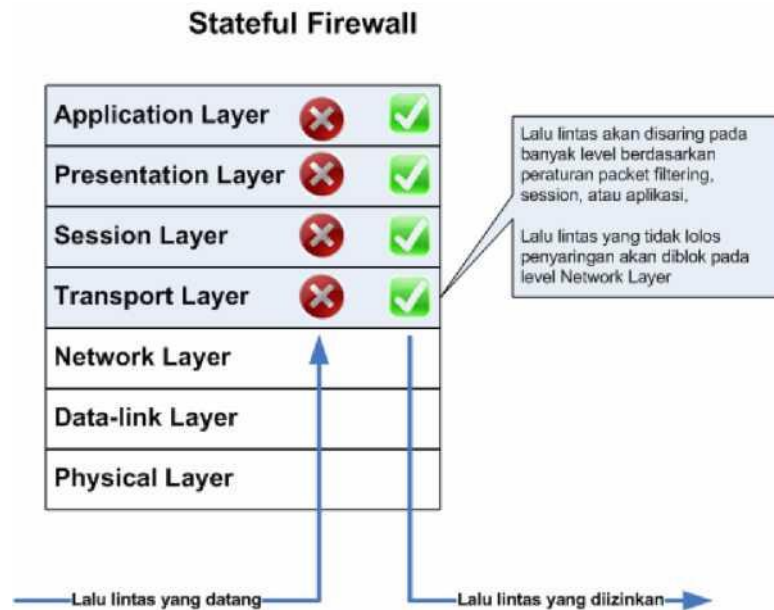 Stateful Firewall
Application Layer
Presentation Layer
Session Layer
Transport Layer
Network Layer
Data-link Layer
Physical Layer
Lalu lintas akan disaring pada
banyak level berdasarkan
peraturan packet filtering,
session, atau aplikasi,
Lalu lintas yang tidak lolos
penyaringan akan diblok pada
level Network Layer
Lalu lintas yang datang
Lalu lintas yang diizinkan